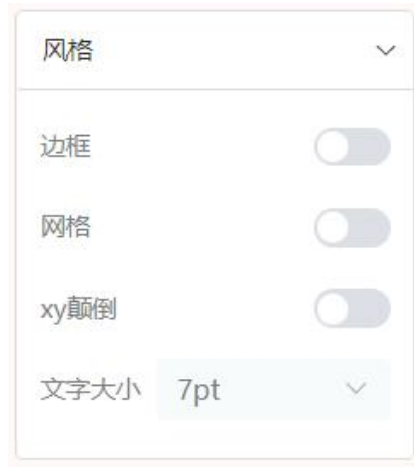 风格
边框
网格
xy颠倒
文字大小 7pt